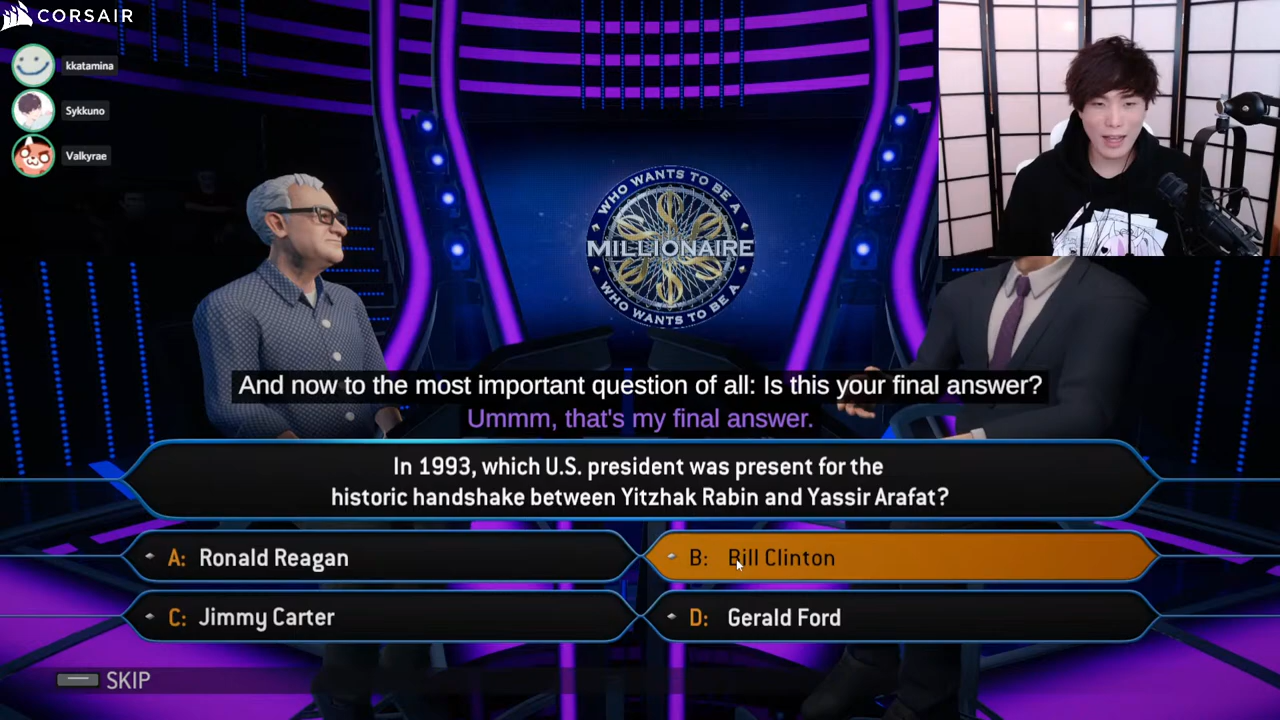 CORSAIR
kkatamina
Sykkuno
Valkyrae
WHO WANTS TO BE A
MILLIONAIRE
WHO WANTS TO BE A
And now to the most important question of all: Is this your final answer?
Ummm, that's my final answer.
In 1993, which U.S. president was present for the
historic handshake between Yitzhak Rabin and Yassir Arafat?
A: Ronald Reagan
B: Bill Clinton
C: Jimmy Carter
D: Gerald Ford
SKIP